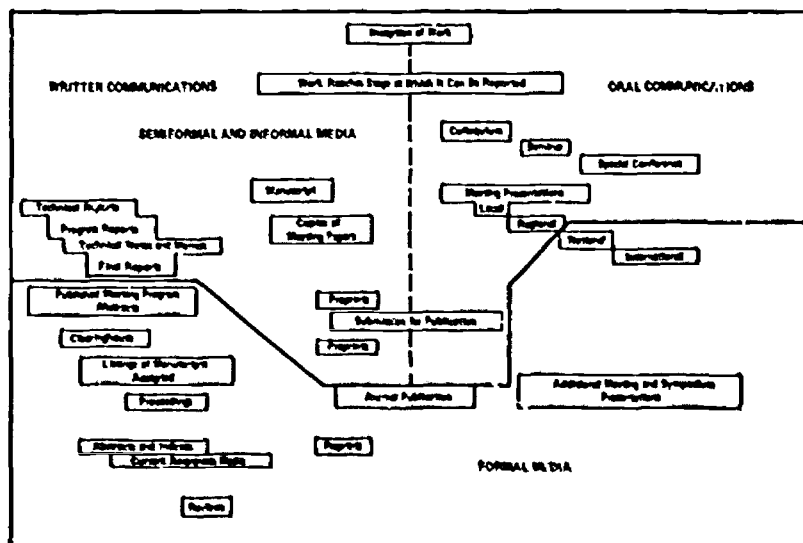 Inception of Work
WRITTEN COMMUNICATIONS
Work Reaches Stage at Which It Can Be Reported
ORAL COMMUNICATIONS
SEMIFORMAL AND INFORMAL MEDIA
Colloquium
Seminar
Special Conference
Manuscript
Meeting Presentations
Technical Reports
Local
Program Reports
Copies of
Meeting Papers
Regional
Technical Notes and Memos
National
Final Reports
International
Published Meeting Program
Abstracts
Preprints
Submission for Publication
Clearinghouse
Preprints
Listings of Manuscripts
Accepted
Journal Publication
Additional Meeting and Symposium
Presentations
Proceedings
Abstracts and Indexes
Current Awareness Media
FORMAL MEDIA
Reviews